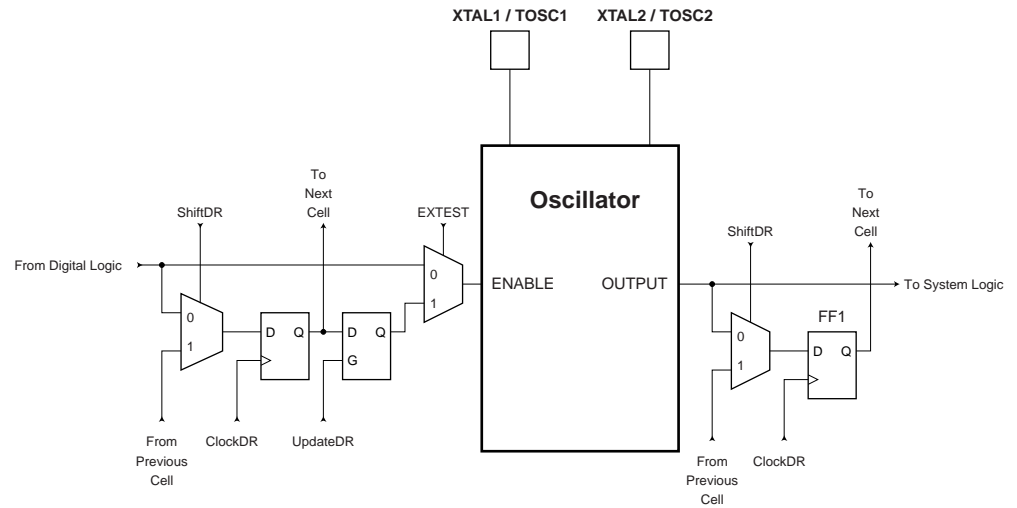 XTAL1 / TOSC1
XTAL2 / TOSC2
Oscillator
To
Next
Cell
To
Next
Cell
ShiftDR
EXTEST
ShiftDR
From Digital Logic
0
ENABLE
OUTPUT
To System Logic
0
1
FF1
D Q
D Q
0
1
G
1
D Q
1
From
Previous
Cell
ClockDR
UpdateDR
From
Previous
Cell
ClockDR